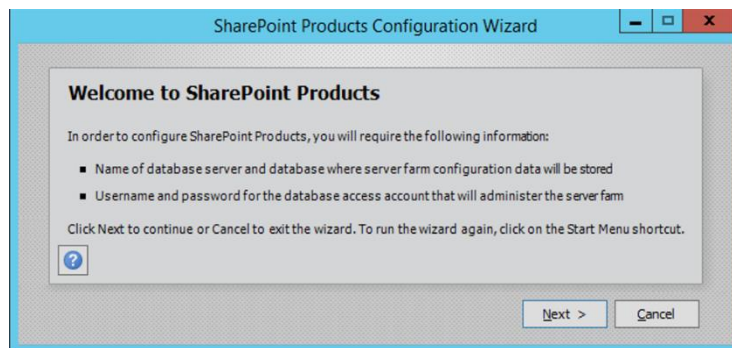 SharePoint Products Configuration Wizard
Welcome to SharePoint Products
In order to configure SharePoint Products, you will require the following information:
▪ Name of database server and database where server farm configuration data will be stored
▪ Username and password for the database access account that will administer the server farm
Click Next to continue or Cancel to exit the wizard. To run the wizard again, click on the Start Menu shortcut.
?
Next >
Cancel